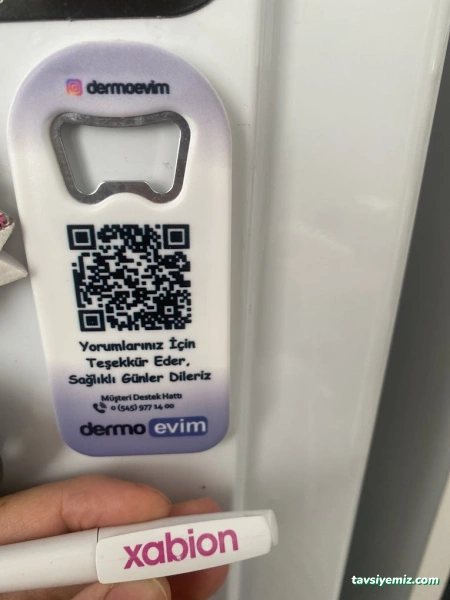 dermoevim
Yorumlarınız İçin
Teşekkür Eder,
Sağlıklı Günler Dileriz
Müşteri Destek Hattı
0 (545) 977 14 00
dermo evim
xabion
tavsiyemiz.com